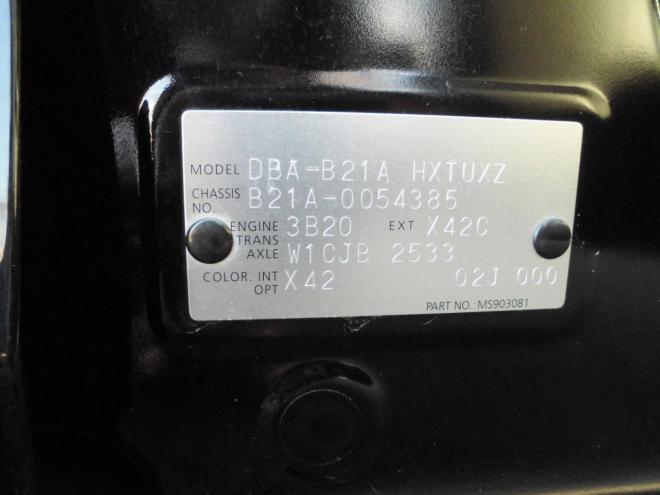 MODEL DBA-B21A HXTUXZ
CHASSIS NO. B21A-0054385
ENGINE 3B20 EXT X42C
TRANS AXLE W1CJB 2533
COLOR. INT OPT X42 02J 000
PART NO.: MS903081